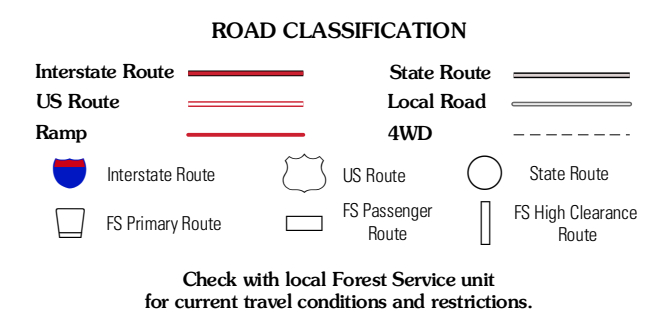 ROAD CLASSIFICATION
Interstate Route
State Route
US Route
Local Road
Ramp
4WD
Interstate Route
US Route
State Route
FS Primary Route
FS Passenger
Route
FS High Clearance
Route
Check with local Forest Service unit
for current travel conditions and restrictions.